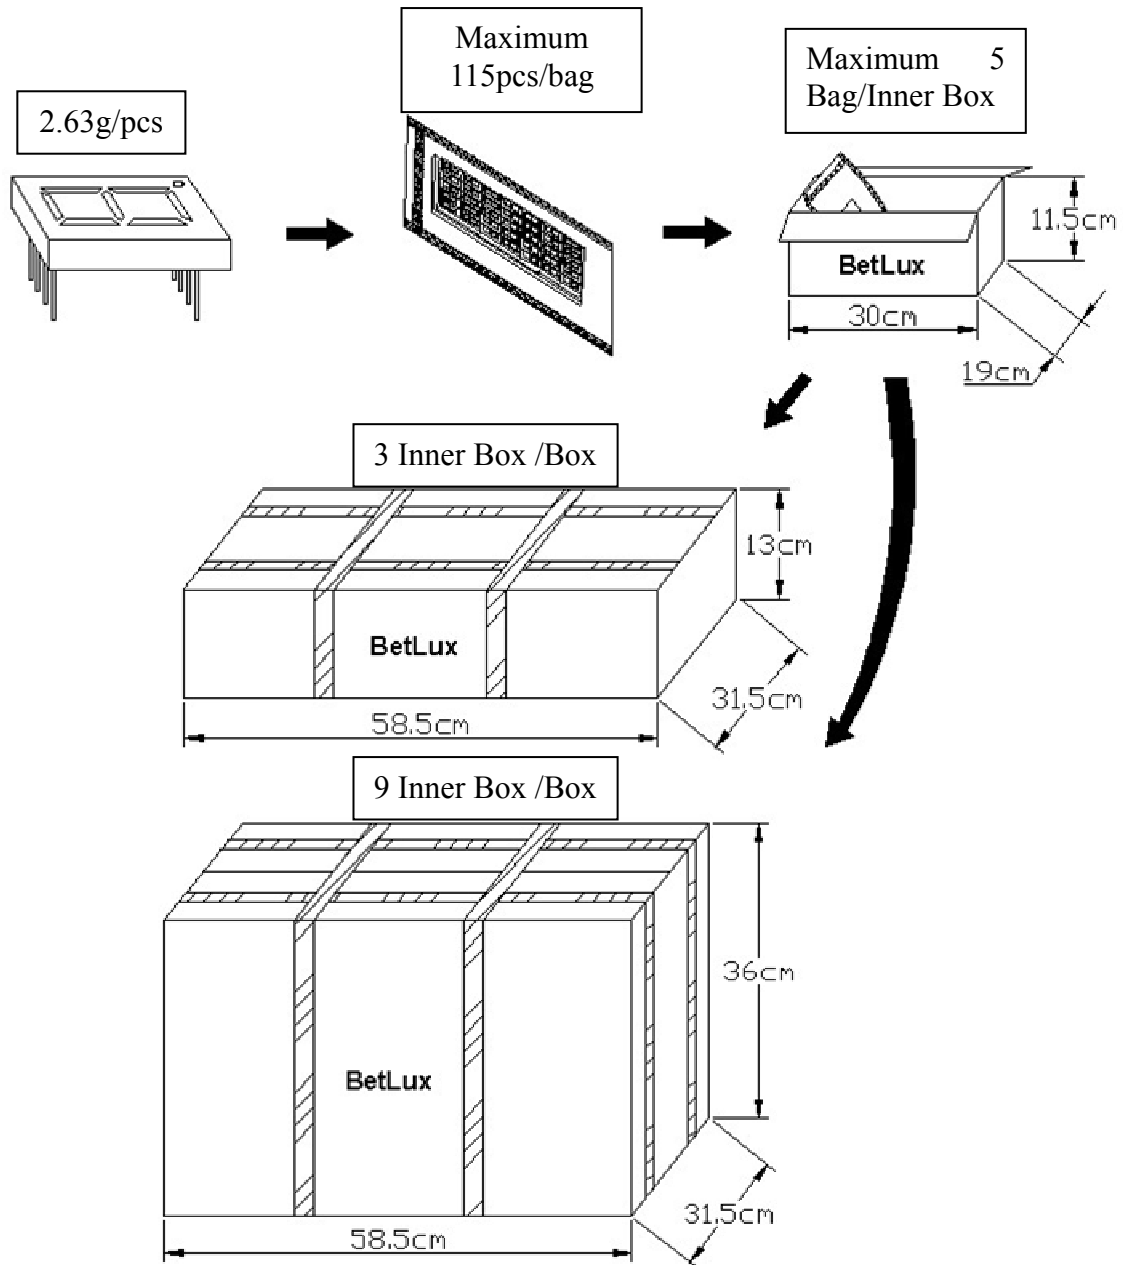 2.63g/pcs
Maximum
115pcs/bag
Maximum 5
Bag/Inner Box
BetLux
11.5cm
30cm
19cm
3 Inner Box /Box
BetLux
13cm
31.5cm
58.5cm
9 Inner Box /Box
BetLux
36cm
31.5cm
58.5cm